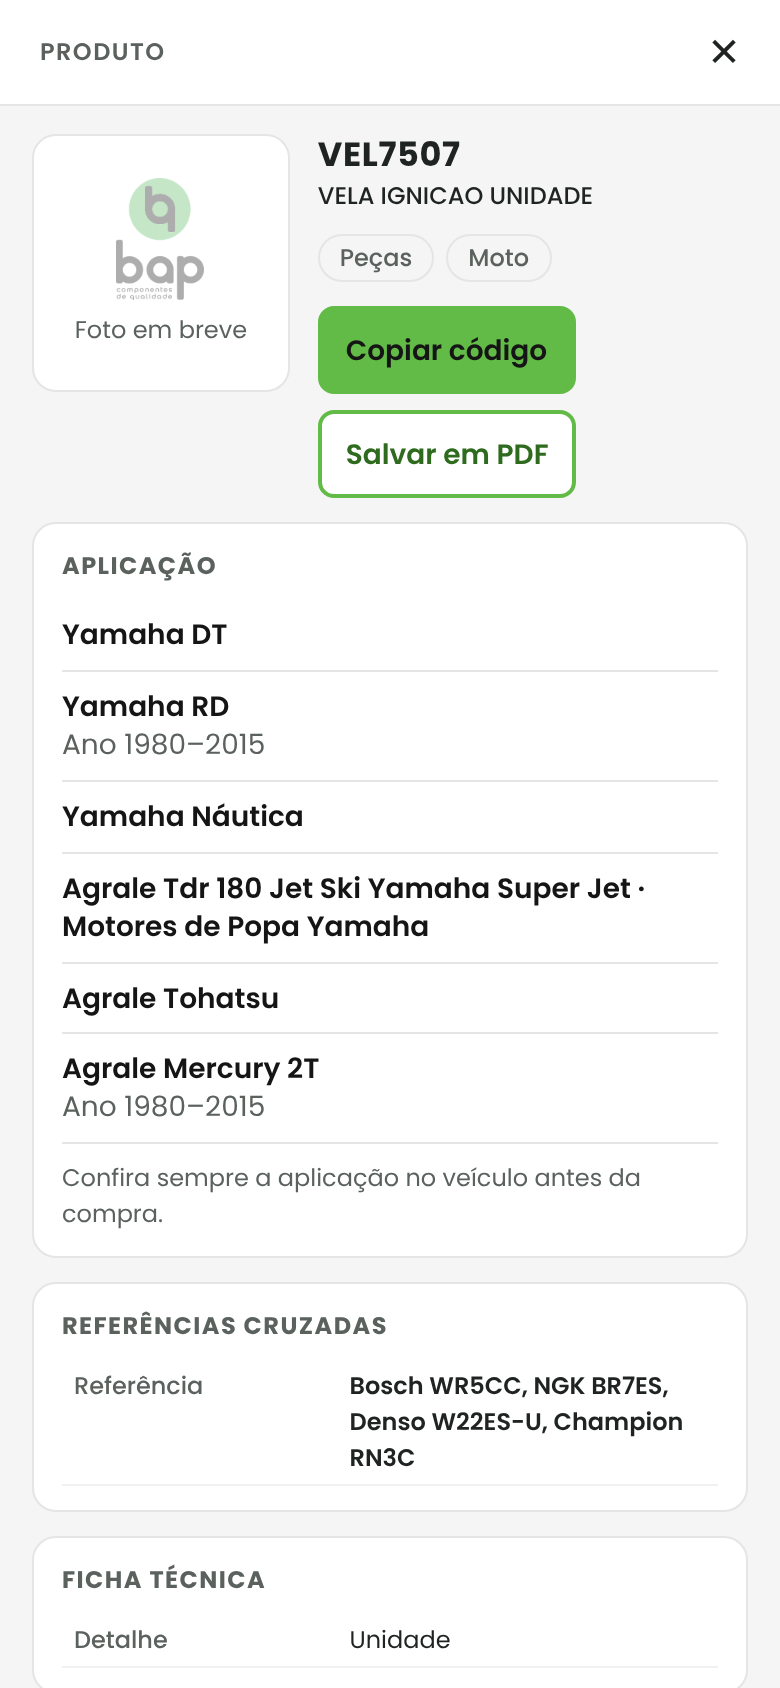 PRODUTO
bap
componentes
de qualidade
Foto em breve
VEL7507
VELA IGNICAO UNIDADE
Peças
Moto
Copiar código
Salvar em PDF
APLICAÇÃO
Yamaha DT
Yamaha RD
Ano 1980–2015
Yamaha Náutica
Agrale Tdr 180 Jet Ski Yamaha Super Jet ·
Motores de Popa Yamaha
Agrale Tohatsu
Agrale Mercury 2T
Ano 1980–2015
Confira sempre a aplicação no veículo antes da
compra.
REFERÊNCIAS CRUZADAS
Referência
Bosch WR5CC, NGK BR7ES,
Denso W22ES-U, Champion
RN3C
FICHA TÉCNICA
Detalhe
Unidade